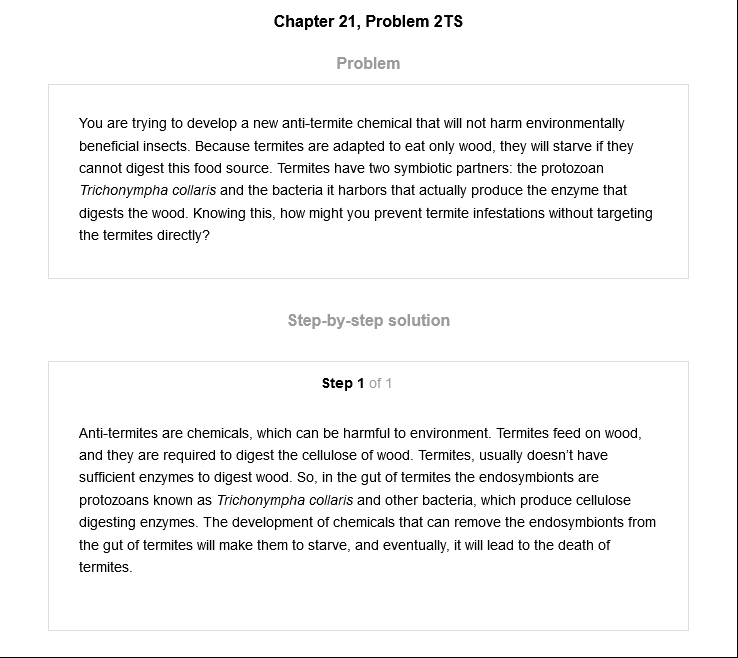 Chapter 21, Problem 2TS
Problem
You are trying to develop a new anti-termite chemical that will not harm environmentally
beneficial insects. Because termites are adapted to eat only wood, they will starve if they
cannot digest this food source. Termites have two symbiotic partners: the protozoan
Trichonympha collaris and the bacteria it harbors that actually produce the enzyme that
digests the wood. Knowing this, how might you prevent termite infestations without targeting
the termites directly?
Step-by-step solution
Step 1 of 1
Anti-termites are chemicals, which can be harmful to environment. Termites feed on wood,
and they are required to digest the cellulose of wood. Termites, usually doesn't have
sufficient enzymes to digest wood. So, in the gut of termites the endosymbionts are
protozoans known as Trichonympha collaris and other bacteria, which produce cellulose
digesting enzymes. The development of chemicals that can remove the endosymbionts from
the gut of termites will make them to starve, and eventually, it will lead to the death of
termites.